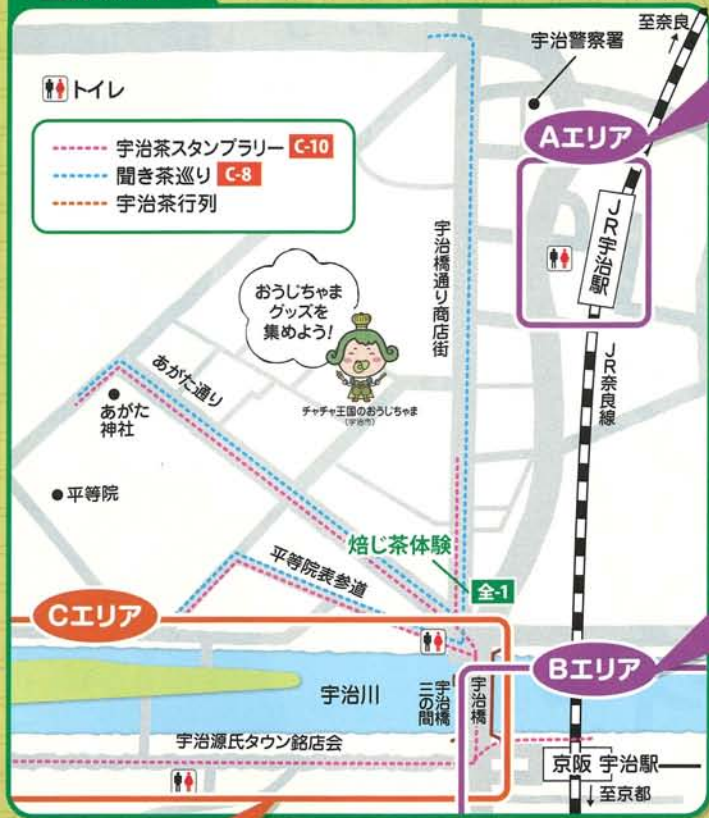 至奈良
宇治警察署
トイレ
Aエリア
宇治茶スタンプラリー C-10
聞き茶巡り C-8
宇治茶行列
JR宇治駅
宇治橋通り商店街
おうじちゃま
グッズを
集めよう!
JR奈良線
あがた通り
チャチャ王国のおうじちゃま
(宇治市)
あがた
神社
平等院
焙じ茶体験
平等院表参道
全-1
Cエリア
Bエリア
宇治川
宇治橋
三の間
宇治橋
宇治源氏タウン銘店会
京阪 宇治駅
至京都